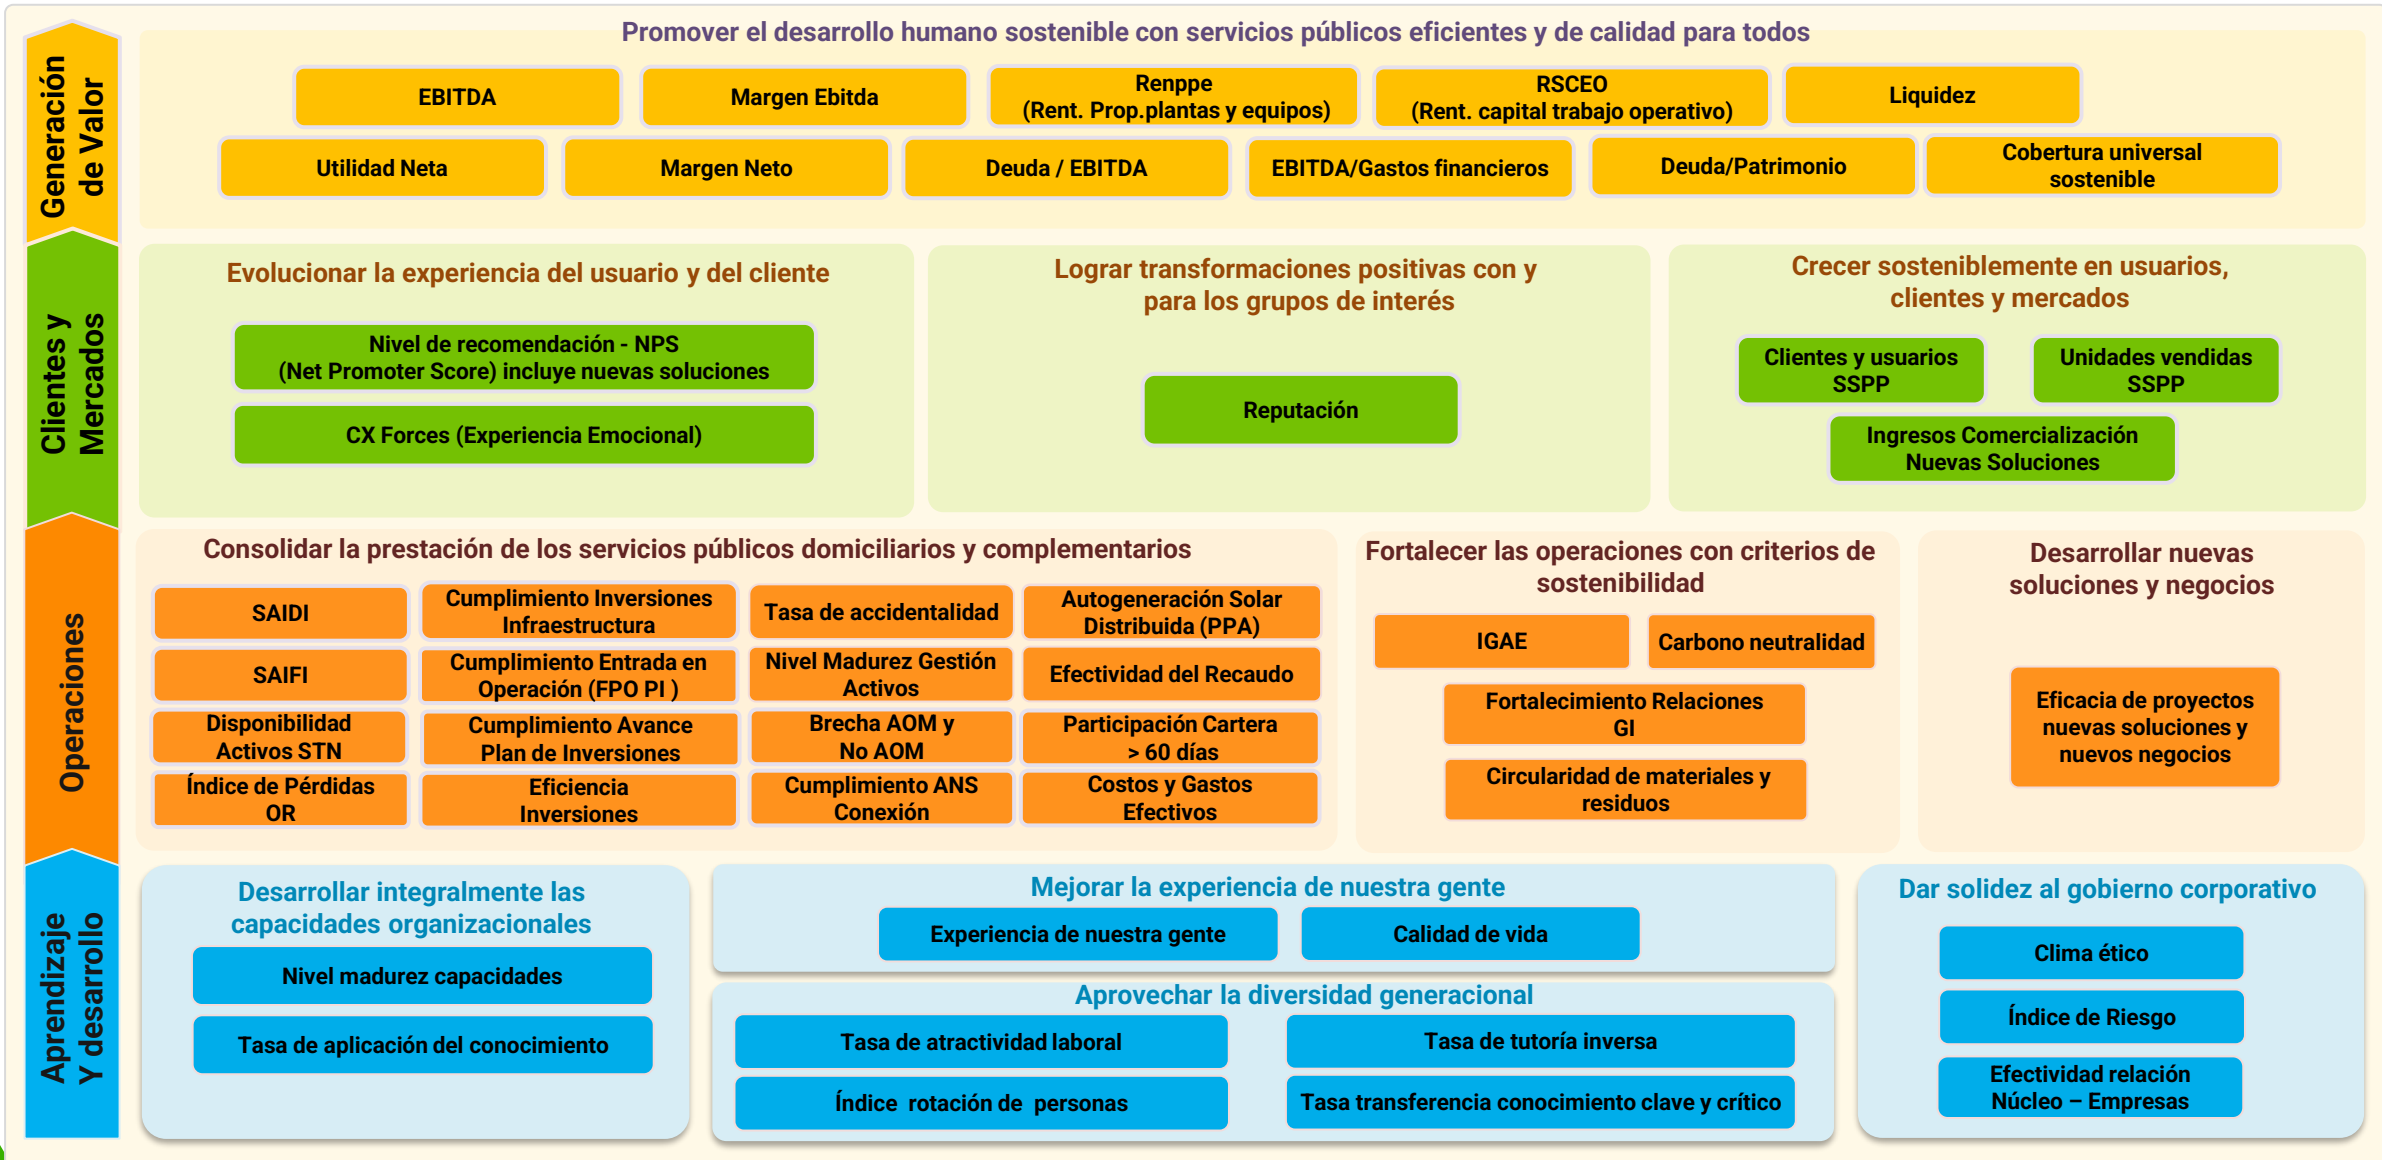 Generación
de Valor
Promover el desarrollo humano sostenible con servicios públicos eficientes y de calidad para todos
EBITDA
Margen Ebitda
Renppe
(Rent. Prop.plantas y equipos)
RSCEO
(Rent. capital trabajo operativo)
Liquidez
Utilidad Neta
Margen Neto
Deuda / EBITDA
EBITDA/Gastos financieros
Deuda/Patrimonio
Cobertura universal
sostenible
Clientes y
Mercados
Evolucionar la experiencia del usuario y del cliente
Nivel de recomendación - NPS
(Net Promoter Score) incluye nuevas soluciones
CX Forces (Experiencia Emocional)
Lograr transformaciones positivas con y
para los grupos de interés
Reputación
Crecer sosteniblemente en usuarios,
clientes y mercados
Clientes y usuarios
SSPP
Unidades vendidas
SSPP
Ingresos Comercialización
Nuevas Soluciones
Operaciones
Consolidar la prestación de los servicios públicos domiciliarios y complementarios
SAIDI
Cumplimiento Inversiones
Infraestructura
Tasa de accidentalidad
Autogeneración Solar
Distribuida (PPA)
SAIFI
Cumplimiento Entrada en
Operación (FPO PI )
Nivel Madurez Gestión
Activos
Efectividad del Recaudo
Disponibilidad
Activos STN
Cumplimiento Avance
Plan de Inversiones
Brecha AOM y
No AOM
Participación Cartera
> 60 días
Índice de Pérdidas
OR
Eficiencia
Inversiones
Cumplimiento ANS
Conexión
Costos y Gastos
Efectivos
Fortalecer las operaciones con criterios de
sostenibilidad
IGAE
Carbono neutralidad
Fortalecimiento Relaciones
GI
Circularidad de materiales y
residuos
Desarrollar nuevas
soluciones y negocios
Eficacia de proyectos
nuevas soluciones y
nuevos negocios
Aprendizaje
Y desarrollo
Desarrollar integralmente las
capacidades organizacionales
Nivel madurez capacidades
Tasa de aplicación del conocimiento
Mejorar la experiencia de nuestra gente
Experiencia de nuestra gente
Calidad de vida
Aprovechar la diversidad generacional
Tasa de atractividad laboral
Tasa de tutoría inversa
Índice rotación de personas
Tasa transferencia conocimiento clave y crítico
Dar solidez al gobierno corporativo
Clima ético
Índice de Riesgo
Efectividad relación
Núcleo – Empresas